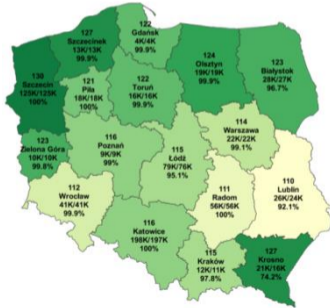 122
Gdańsk
4K/4K
99.9%
127
Szczecinek
13K/13K
99.9%
124
Olsztyn
19K/19K
99.9%
123
Białystok
28K/27K
96.7%
130
Szczecin
125K/125K
100%
121
Piła
18K/18K
100%
122
Toruń
16K/16K
99.9%
114
Warszawa
22K/22K
99.1%
123
Zielona Góra
10K/10K
99.8%
116
Poznań
9K/9K
99%
115
Łódź
79K/76K
95.1%
112
Wrocław
41K/41K
99.9%
111
Radom
56K/56K
100%
110
Lublin
26K/24K
92.1%
116
Katowice
198K/197K
100%
115
Kraków
12K/11K
97.8%
127
Krosno
21K/16K
74.2%